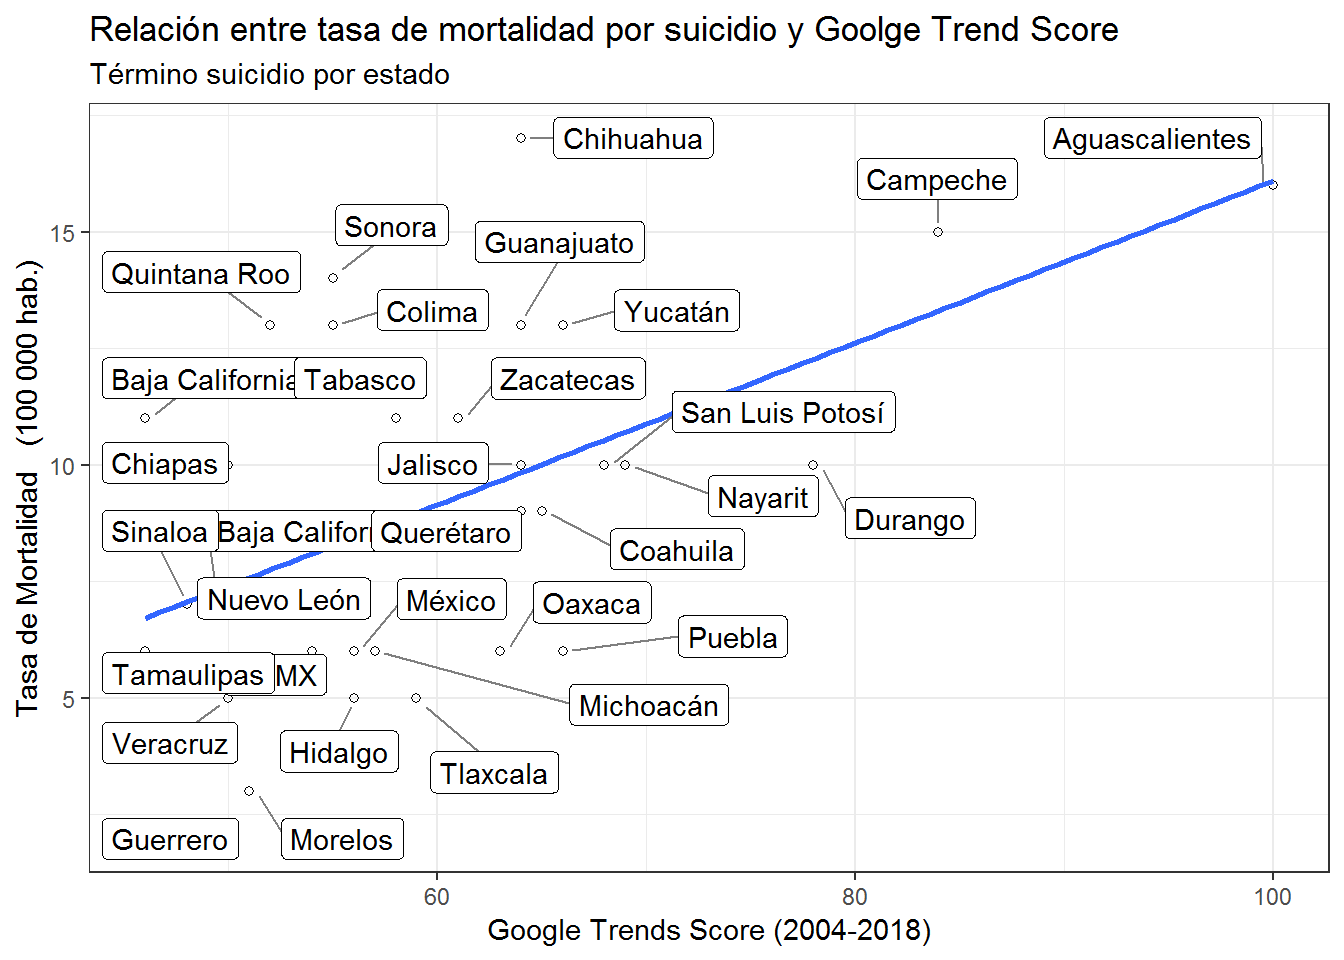 Relación entre tasa de mortalidad por suicidio y Goolge Trend Score
Término suicidio por estado
Chihuahua
Aguascalientes
Campeche
Sonora
Guanajuato
Quintana Roo
Colima
Yucatán
Baja California
Tabasco
Zacatecas
San Luis Potosí
Chiapas
Jalisco
Nayarit
Durango
Sinaloa
Baja Califor
Querétaro
Coahuila
Nuevo León
México
Oaxaca
Puebla
Tamaulipas
MX
Michoacán
Veracruz
Hidalgo
Tlaxcala
Guerrero
Morelos
15
10
5
60
80
100
Tasa de Mortalidad (100 000 hab.)
Google Trends Score (2004-2018)